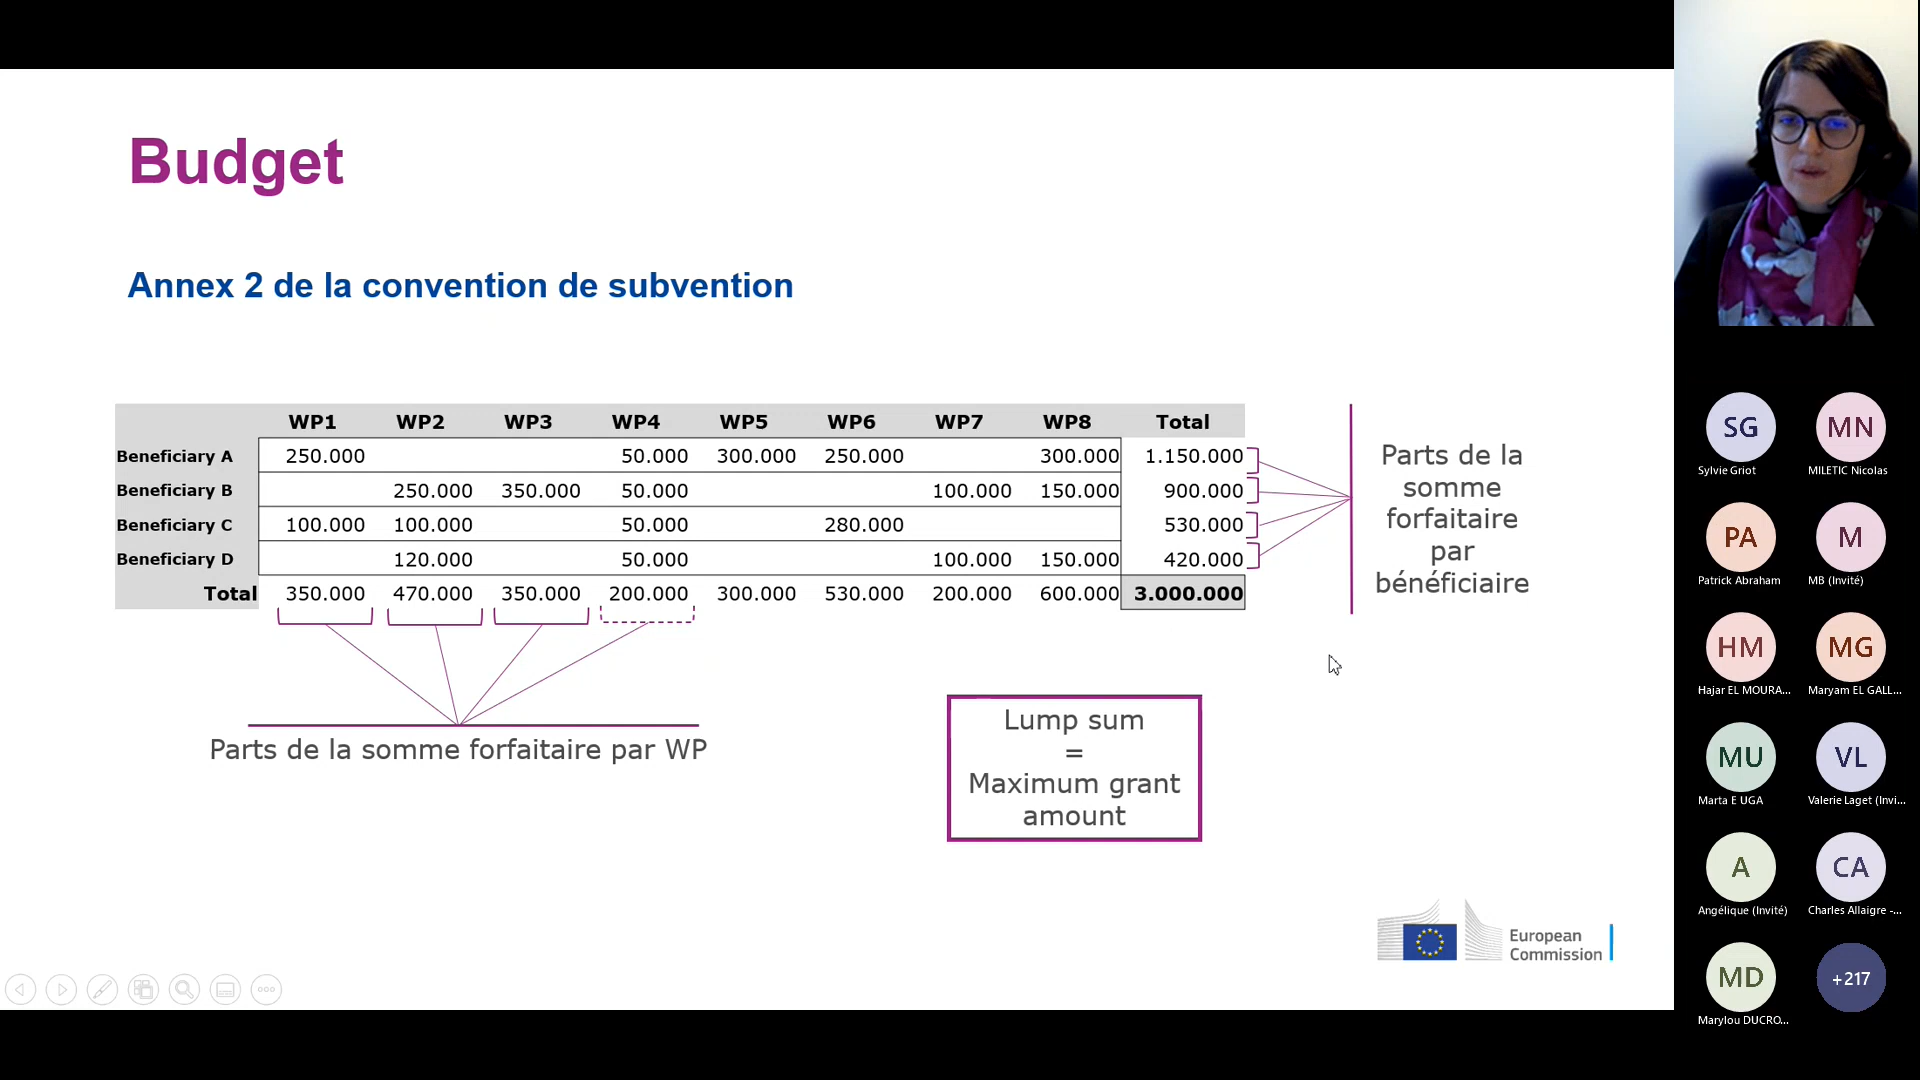 Budget
Annex 2 de la convention de subvention
WP1 WP2 WP3 WP4 WP5 WP6 WP7 WP8 Total
Beneficiary A 250.000 50.000 300.000 250.000 300.000 1.150.000
Beneficiary B 250.000 350.000 50.000 100.000 150.000 900.000
Beneficiary C 100.000 100.000 50.000 280.000 530.000
Beneficiary D 120.000 50.000 100.000 150.000 420.000
Total 350.000 470.000 350.000 200.000 300.000 530.000 200.000 600.000 3.000.000
Parts de la
somme
forfaitaire
par
bénéficiaire
Parts de la somme forfaitaire par WP
Lump sum
=
Maximum grant
amount
European
Commission
SG MN
Sylvie Griot MILETIC Nicolas
PA M
Patrick Abraham MB (Invité)
HM MG
Hajar EL MOURA... Maryam EL GALL...
MU VL
Marta E UGA Valerie Laget (Invi...
A CA
Angélique (Invité) Charles Allaigre -...
MD +217
Marylou DUCRO...